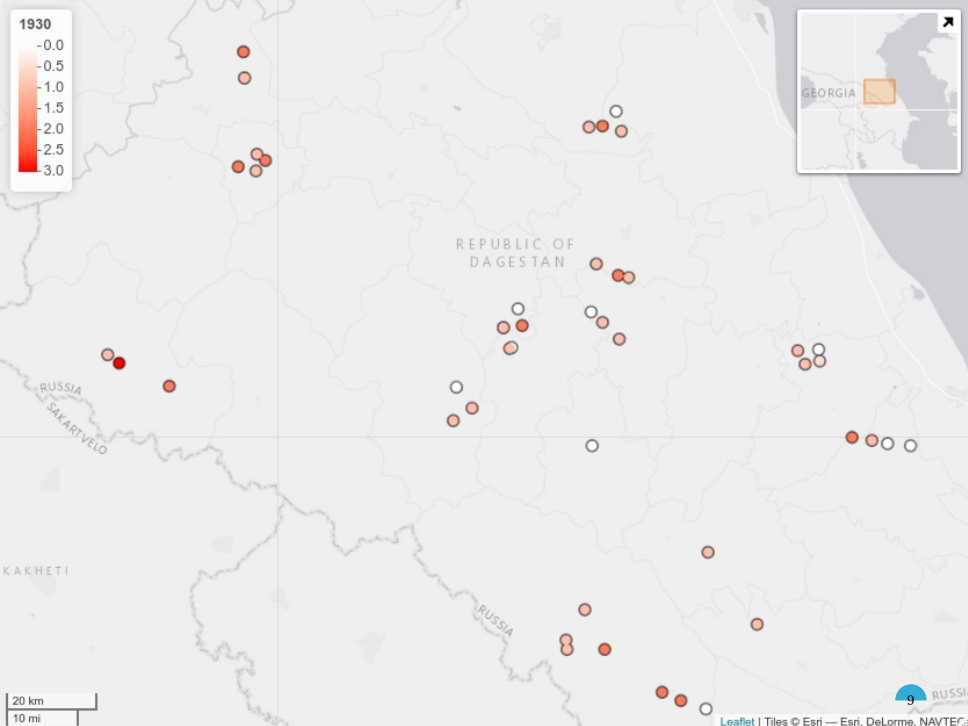 1930
0.0
0.5
1.0
1.5
2.0
2.5
3.0
GEORGIA
REPUBLIC OF
DAGESTAN
RUSSIA
SAKARTVELO
KAKHETI
RUSSIA
9
RUSSI
20 km
10 mi
Leaflet | Tiles © Esri — Esri, DeLorme, NAVTEQ